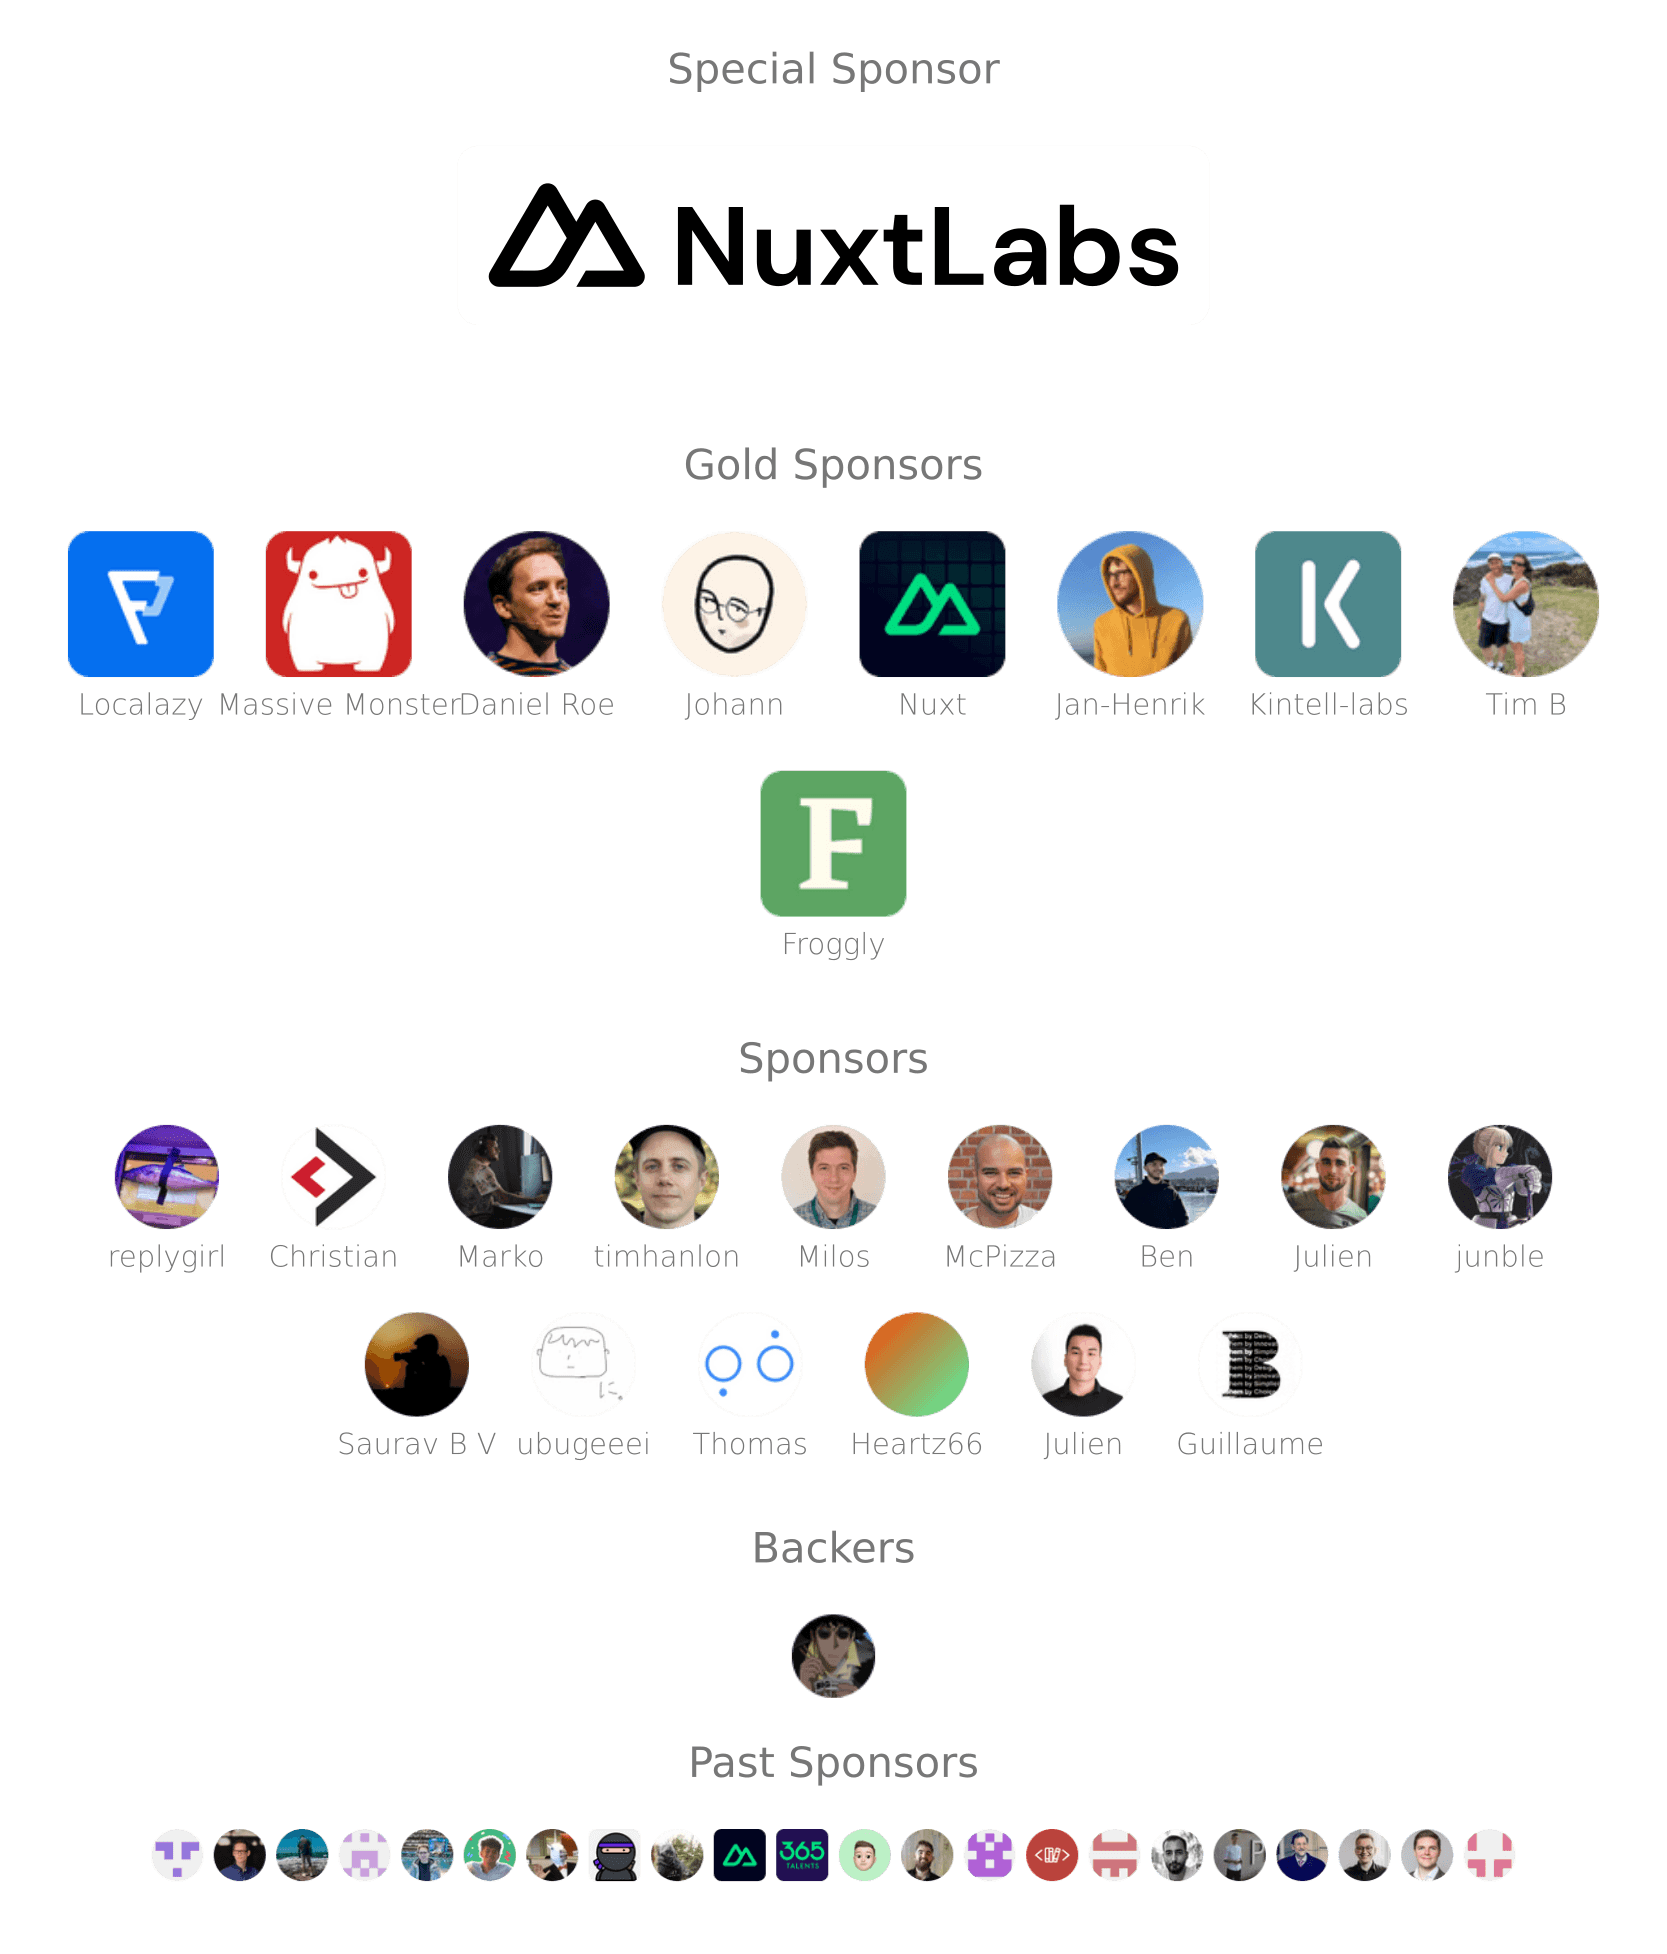 Special Sponsor
NuxtLabs
Gold Sponsors
Localazy Massive Monster Daniel Roe Johann Nuxt Jan-Henrik Kintell-labs Tim B
F
Froggly
Sponsors
replygirl Christian Marko timhanlon Milos McPizza Ben Julien junble
Saurav B V ubugeeei Thomas Heartz66 Julien Guillaume
Backers
Past Sponsors
365
TALENTS